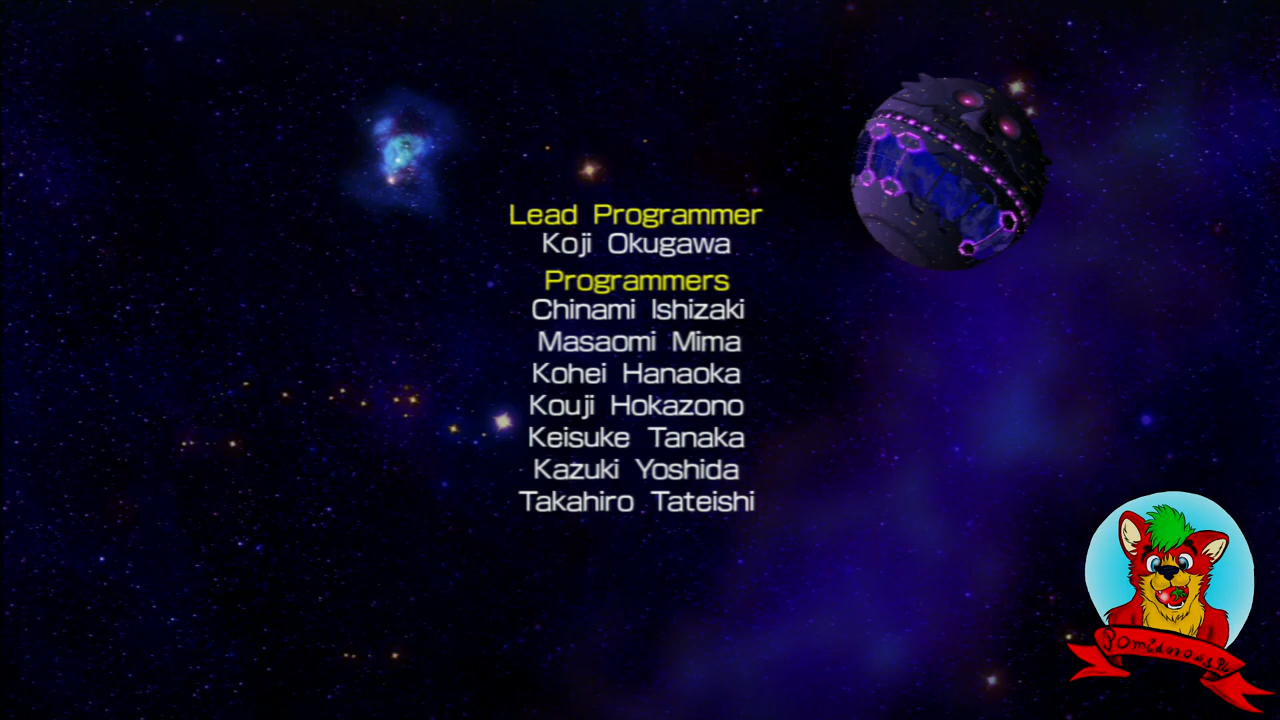 Lead Programmer
Koji Okugawa
Programmers
Chinami Ishizaki
Masaomi Mima
Kohei Hanaoka
Kouji Hokazono
Keisuke Tanaka
Kazuki Yoshida
Takahiro Tateishi